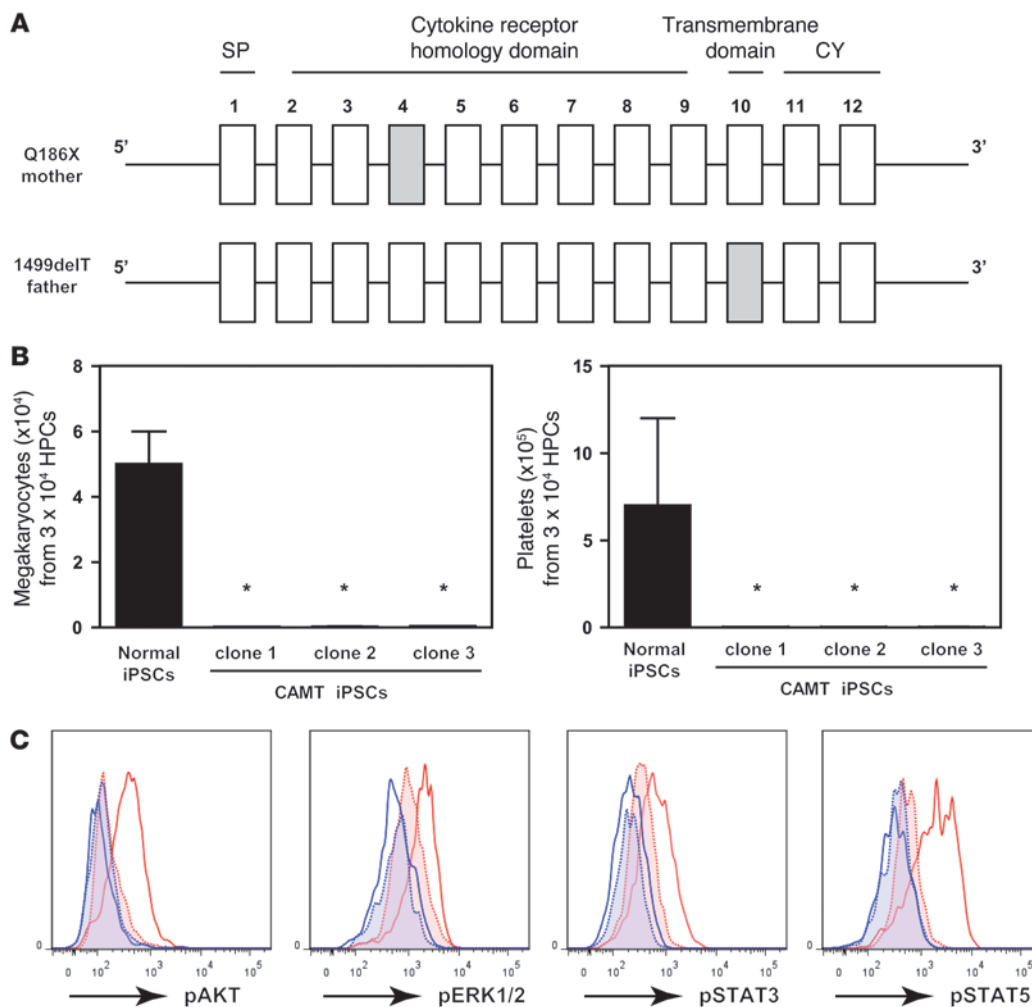 A
SP
Cytokine receptor
homology domain
Transmembrane
domain
CY
1 2 3 4 5 6 7 8 9 10 11 12
Q186X
mother
5’ 3’
1499delT
father
5’ 3’
B
Megakaryocytes (x10⁴)
from 3 x 10⁴ HPCs
8
6
4
2
0
* * *
Normal
iPSCs
clone 1 clone 2 clone 3
CAMT iPSCs
Platelets (x10⁵)
from 3 x 10⁴ HPCs
15
10
5
0
* * *
Normal
iPSCs
clone 1 clone 2 clone 3
CAMT iPSCs
C
0
0 10² 10³ 10⁴ 10⁵
pAKT
0
0 10² 10³ 10⁴ 10⁵
pERK1/2
0
0 10² 10³ 10⁴ 10⁵
pSTAT3
0
0 10² 10³ 10⁴ 10⁵
pSTAT5